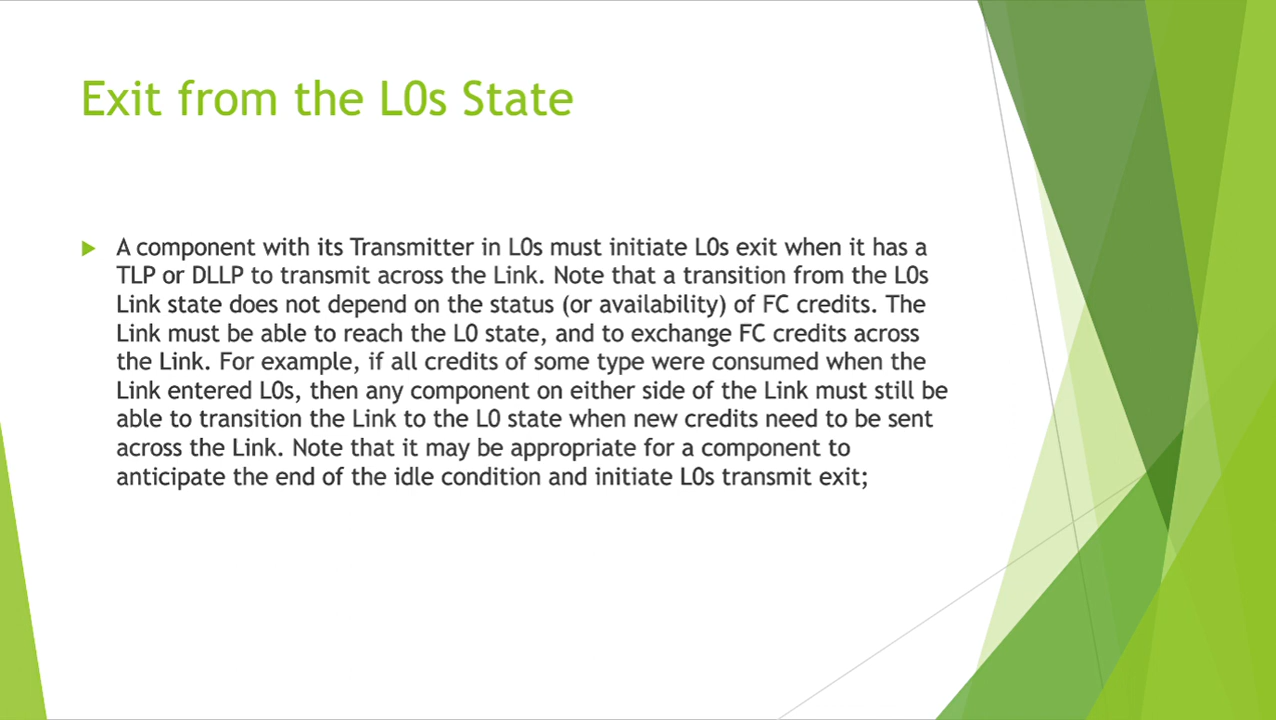 Exit from the L0s State
A component with its Transmitter in L0s must initiate L0s exit when it has a
TLP or DLLP to transmit across the Link. Note that a transition from the L0s
Link state does not depend on the status (or availability) of FC credits. The
Link must be able to reach the L0 state, and to exchange FC credits across
the Link. For example, if all credits of some type were consumed when the
Link entered L0s, then any component on either side of the Link must still be
able to transition the Link to the L0 state when new credits need to be sent
across the Link. Note that it may be appropriate for a component to
anticipate the end of the idle condition and initiate L0s transmit exit;